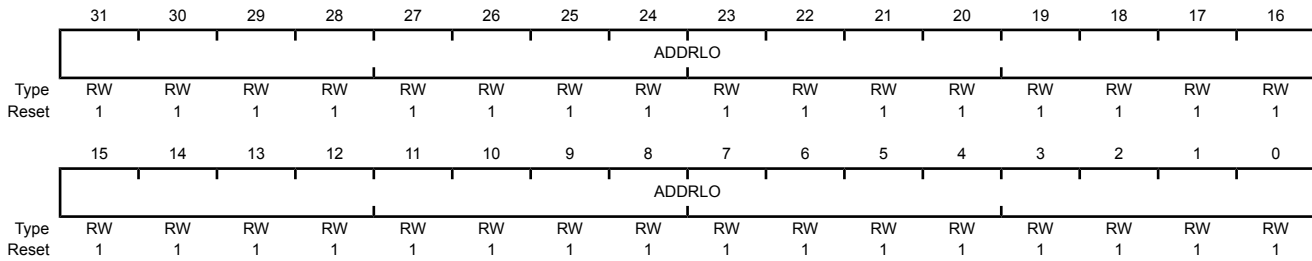 31 30 29 28 27 26 25 24 23 22 21 20 19 18 17 16
ADDRLO
Type RW RW RW RW RW RW RW RW RW RW RW RW RW RW RW RW
Reset 1 1 1 1 1 1 1 1 1 1 1 1 1 1 1 1
15 14 13 12 11 10 9 8 7 6 5 4 3 2 1 0
ADDRLO
Type RW RW RW RW RW RW RW RW RW RW RW RW RW RW RW RW
Reset 1 1 1 1 1 1 1 1 1 1 1 1 1 1 1 1